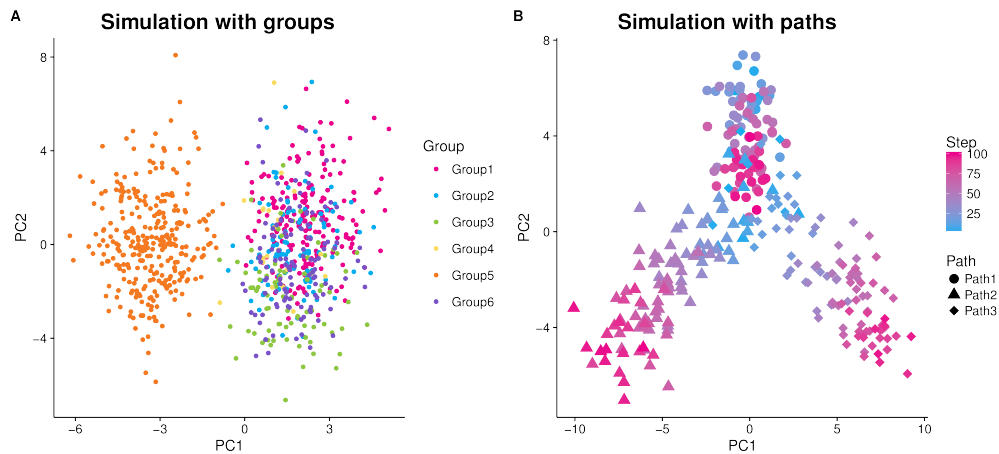 A
Simulation with groups
8
4
0
−4
−6
−3
0
3
PC1
PC2
Group
Group1
Group2
Group3
Group4
Group5
Group6
B
Simulation with paths
8
4
0
−4
−10
−5
0
5
10
PC1
PC2
Step
100
75
50
25
Path
Path1
Path2
Path3